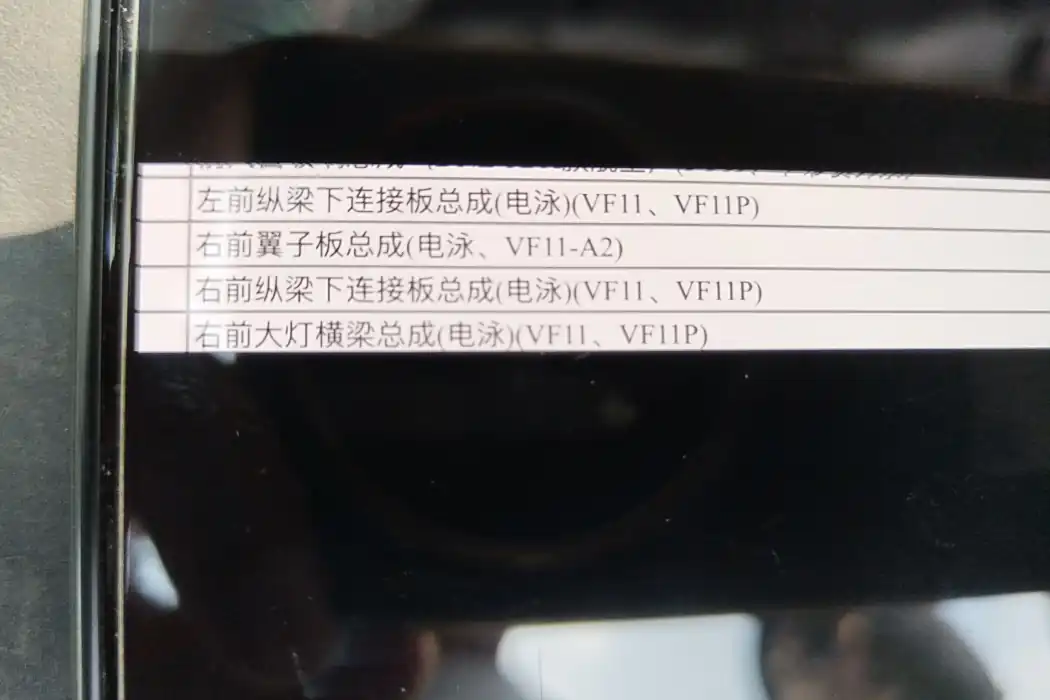 左前纵梁下连接板总成(电泳)(VF11、VF11P)
右前翼子板总成(电泳、VF11-A2)
右前纵梁下连接板总成(电泳)(VF11、VF11P)
右前大灯横梁总成(电泳)(VF11、VF11P)